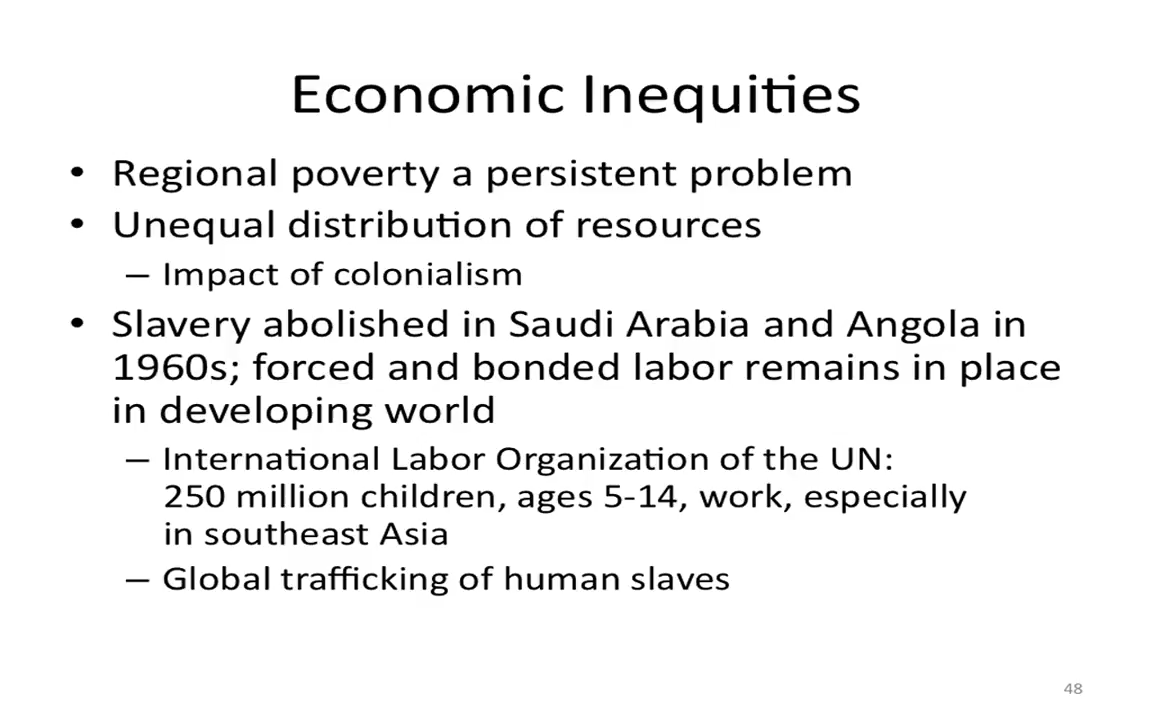 Economic Inequities
• Regional poverty a persistent problem
• Unequal distribution of resources
– Impact of colonialism
• Slavery abolished in Saudi Arabia and Angola in
1960s; forced and bonded labor remains in place
in developing world
– International Labor Organization of the UN:
250 million children, ages 5-14, work, especially
in southeast Asia
– Global trafficking of human slaves
48